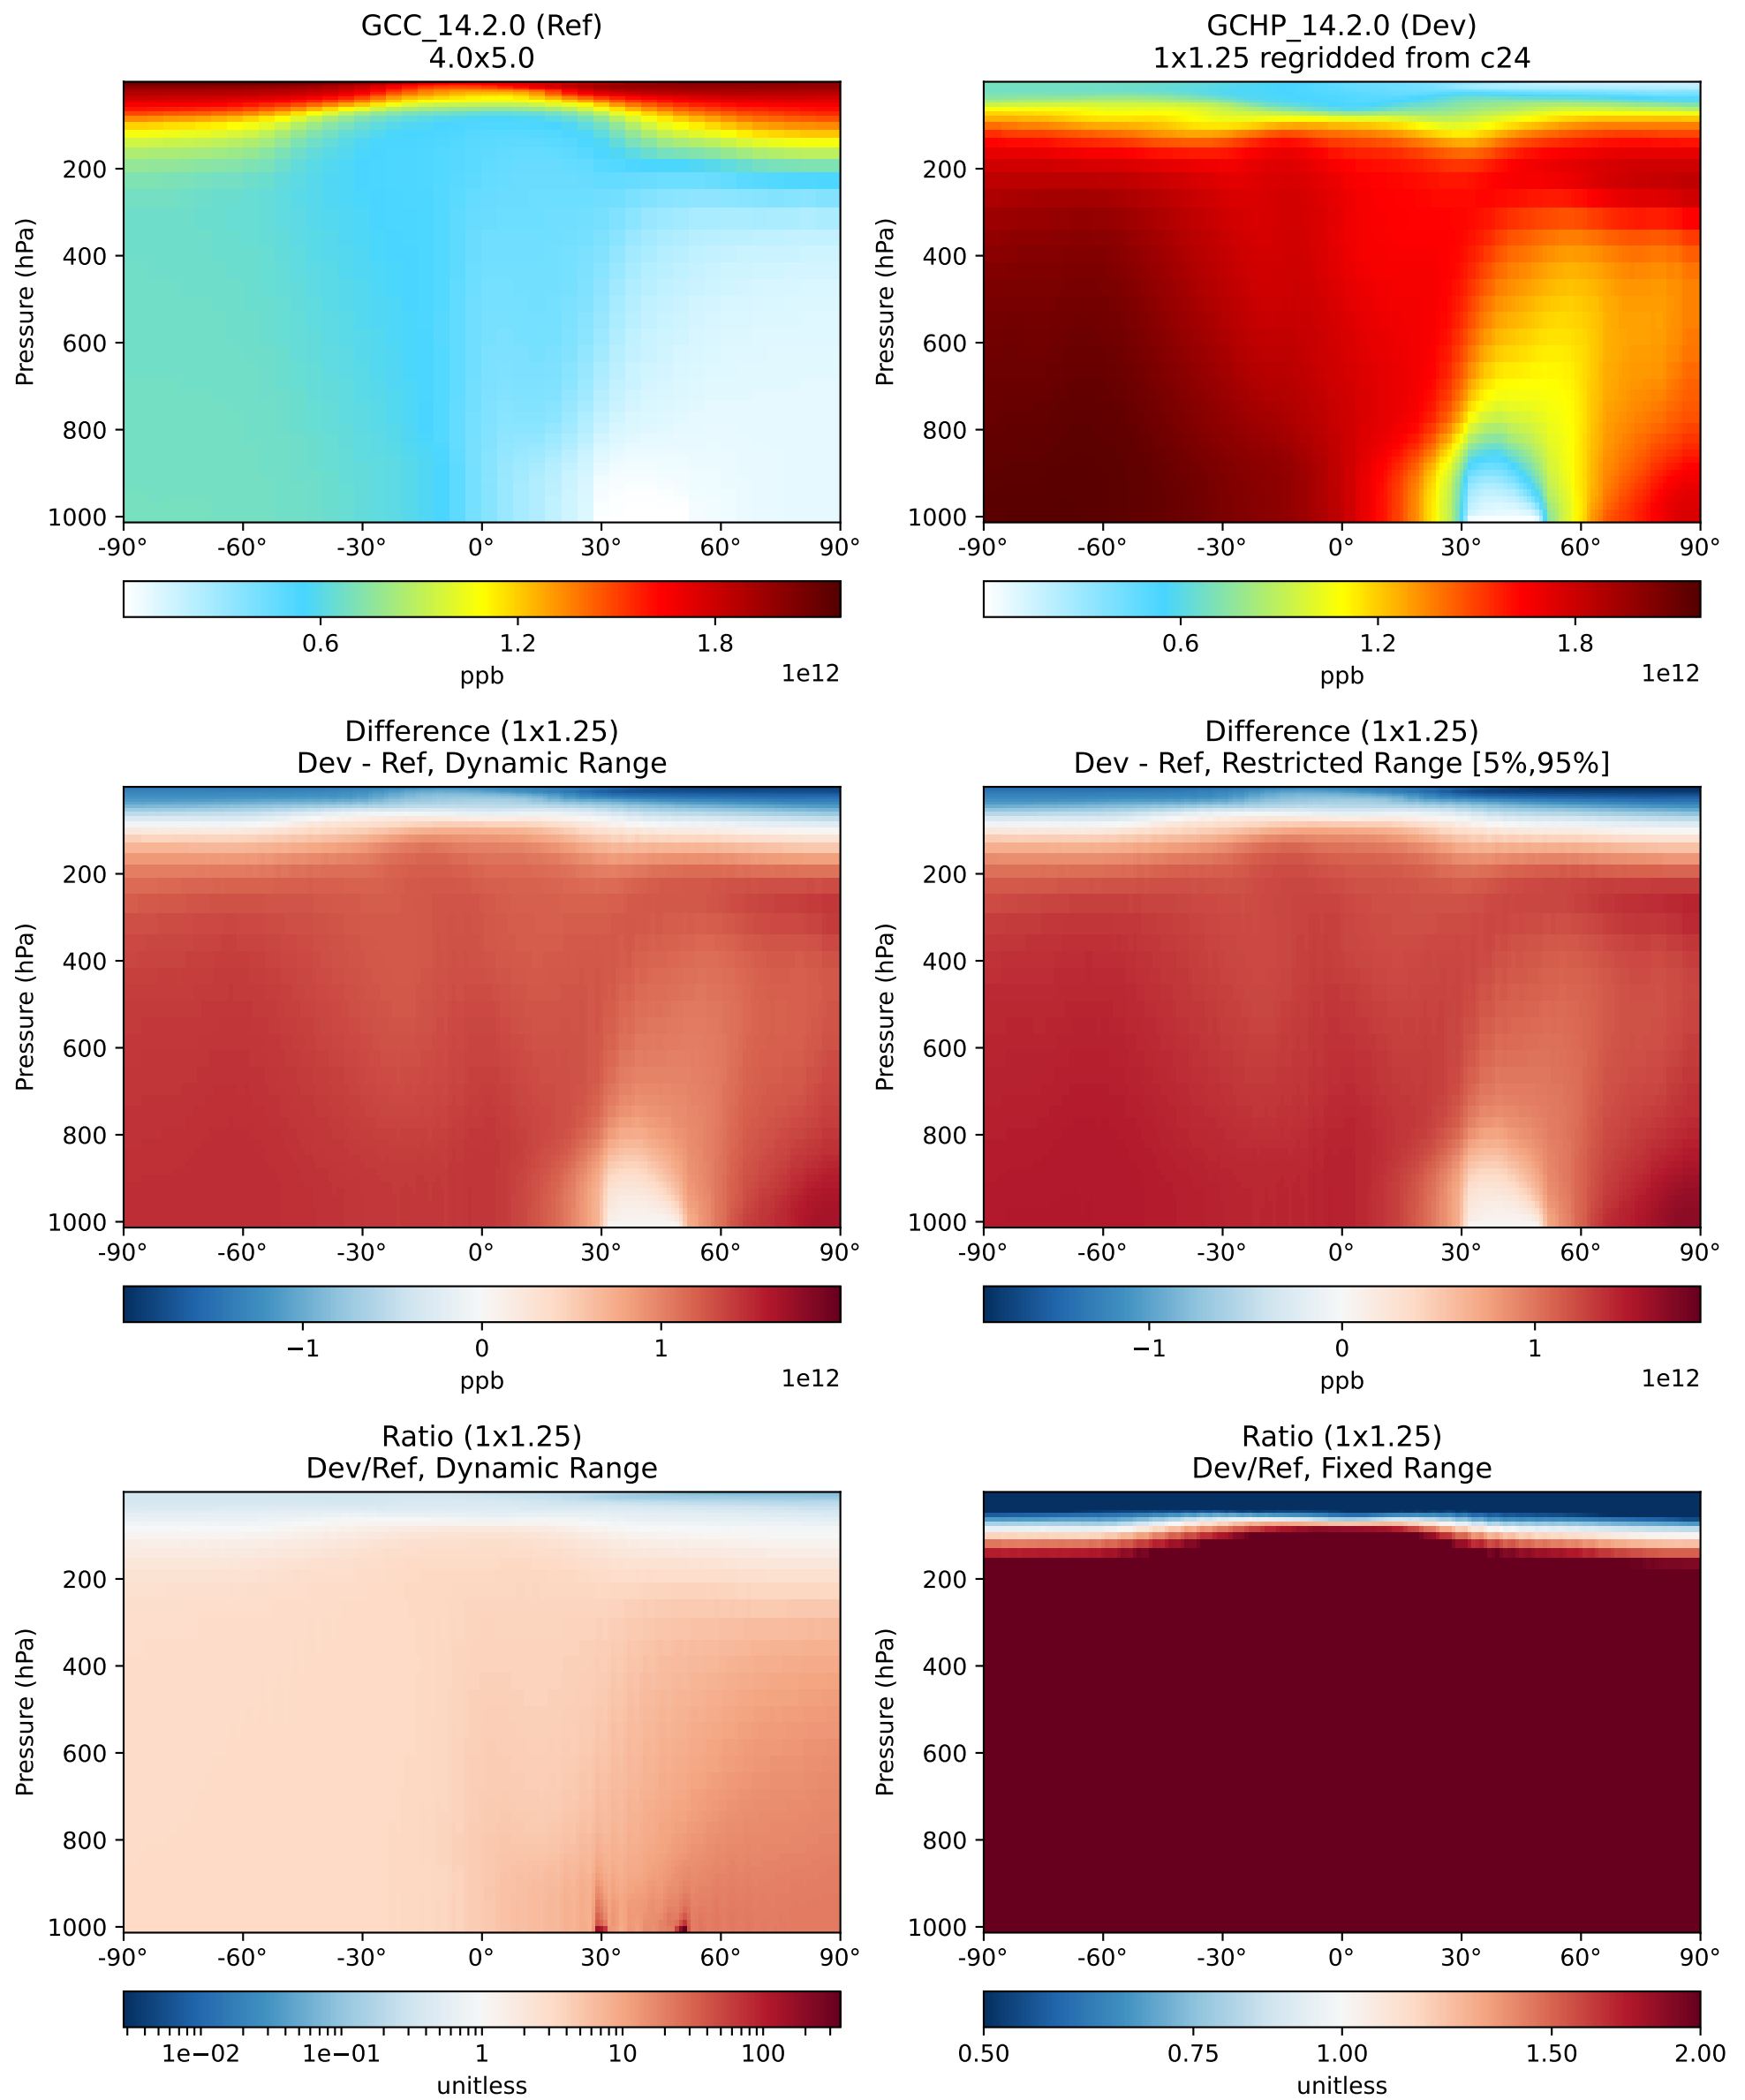 GCC_14.2.0 (Ref)
4.0x5.0
GCHP_14.2.0 (Dev)
1x1.25 regridded from c24
Pressure (hPa)
200
400
600
800
1000
-90° -60° -30° 0° 30° 60° 90°
Pressure (hPa)
200
400
600
800
1000
-90° -60° -30° 0° 30° 60° 90°
0.6 1.2 1.8
ppb
1e12
0.6 1.2 1.8
ppb
1e12
Difference (1x1.25)
Dev - Ref, Dynamic Range
Difference (1x1.25)
Dev - Ref, Restricted Range [5%,95%]
Pressure (hPa)
200
400
600
800
1000
-90° -60° -30° 0° 30° 60° 90°
Pressure (hPa)
200
400
600
800
1000
-90° -60° -30° 0° 30° 60° 90°
−1 0 1
ppb
1e12
−1 0 1
ppb
1e12
Ratio (1x1.25)
Dev/Ref, Dynamic Range
Ratio (1x1.25)
Dev/Ref, Fixed Range
Pressure (hPa)
200
400
600
800
1000
-90° -60° -30° 0° 30° 60° 90°
Pressure (hPa)
200
400
600
800
1000
-90° -60° -30° 0° 30° 60° 90°
1e−02 1e−01 1 10 100
unitless
0.50 0.75 1.00 1.50 2.00
unitless